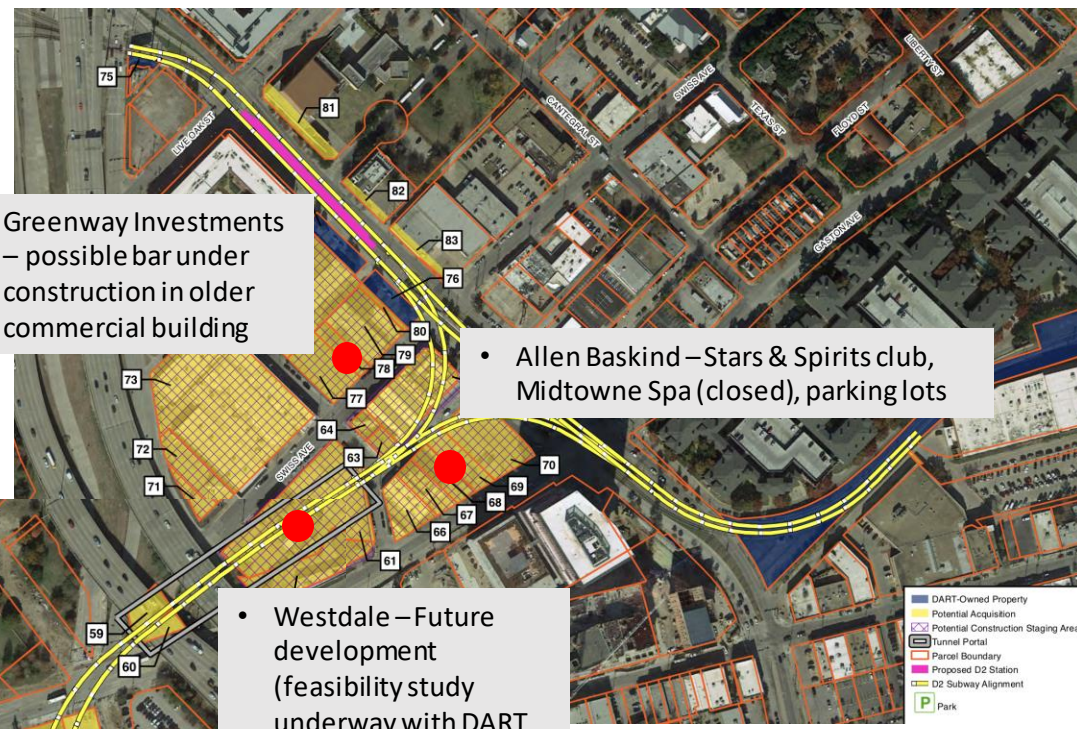 75
LIVE OAK ST
81
82
83
76
CANTEGRAL ST
SWISS AVE
TEXAS ST
FLOYD ST
LIBERTY ST
GASTON AVE
Greenway Investments
– possible bar under
construction in older
commercial building
80
79
78
77
73
72
71
64
63
SWISS AVE
• Allen Baskind – Stars & Spirits club,
Midtowne Spa (closed), parking lots
70
69
68
67
66
61
59
60
• Westdale – Future
development
(feasibility study
underway with DART
DART-Owned Property
Potential Acquisition
Potential Construction Staging Area
Tunnel Portal
Parcel Boundary
Proposed D2 Station
D2 Subway Alignment
P Park